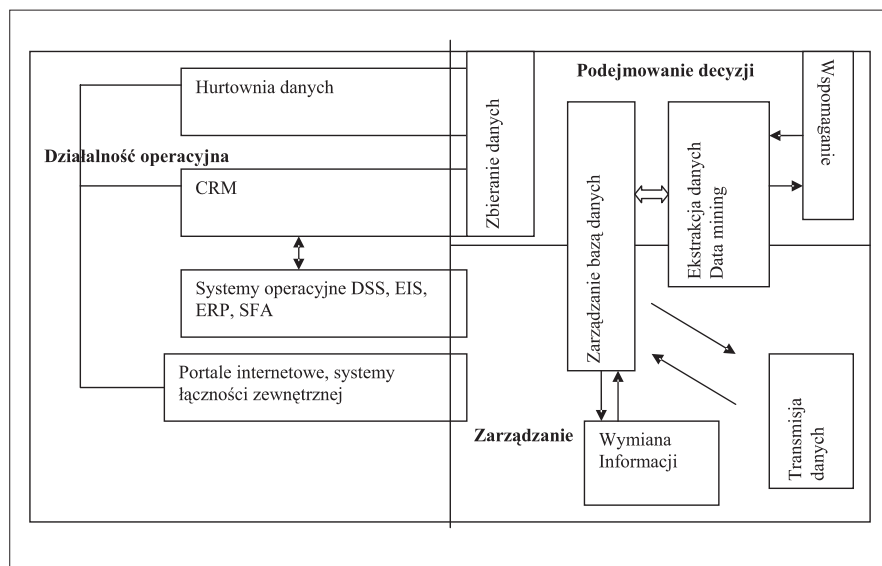 Hurtownia danych
Działalność operacyjna
CRM
Systemy operacyjne DSS, EIS,
ERP, SFA
Portale internetowe, systemy
łączności zewnętrznej
Zbieranie danych
Podejmowanie decyzji
Zarządzanie bazą danych
Ekstrakcja danych
Data mining
Wspomaganie
Zarządzanie
Wymiana
Informacji
Transmisja
danych